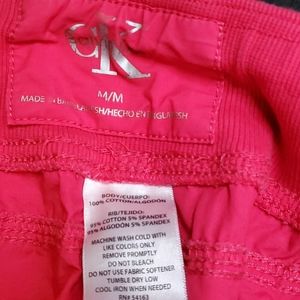 CK
M/M
MADE IN BANGLADESH/HECHO EN BANGLADESH
BODY/CUERPO:
100% COTTON/ALGODÓN
RIB/TEJIDO:
95% COTTON 5% SPANDEX
95% ALGODÓN 5% SPANDEX
MACHINE WASH COLD WITH
LIKE COLORS ONLY
REMOVE PROMPTLY
DO NOT BLEACH
DO NOT USE FABRIC SOFTENER
TUMBLE DRY LOW
COOL IRON WHEN NEEDED
RN# 54163